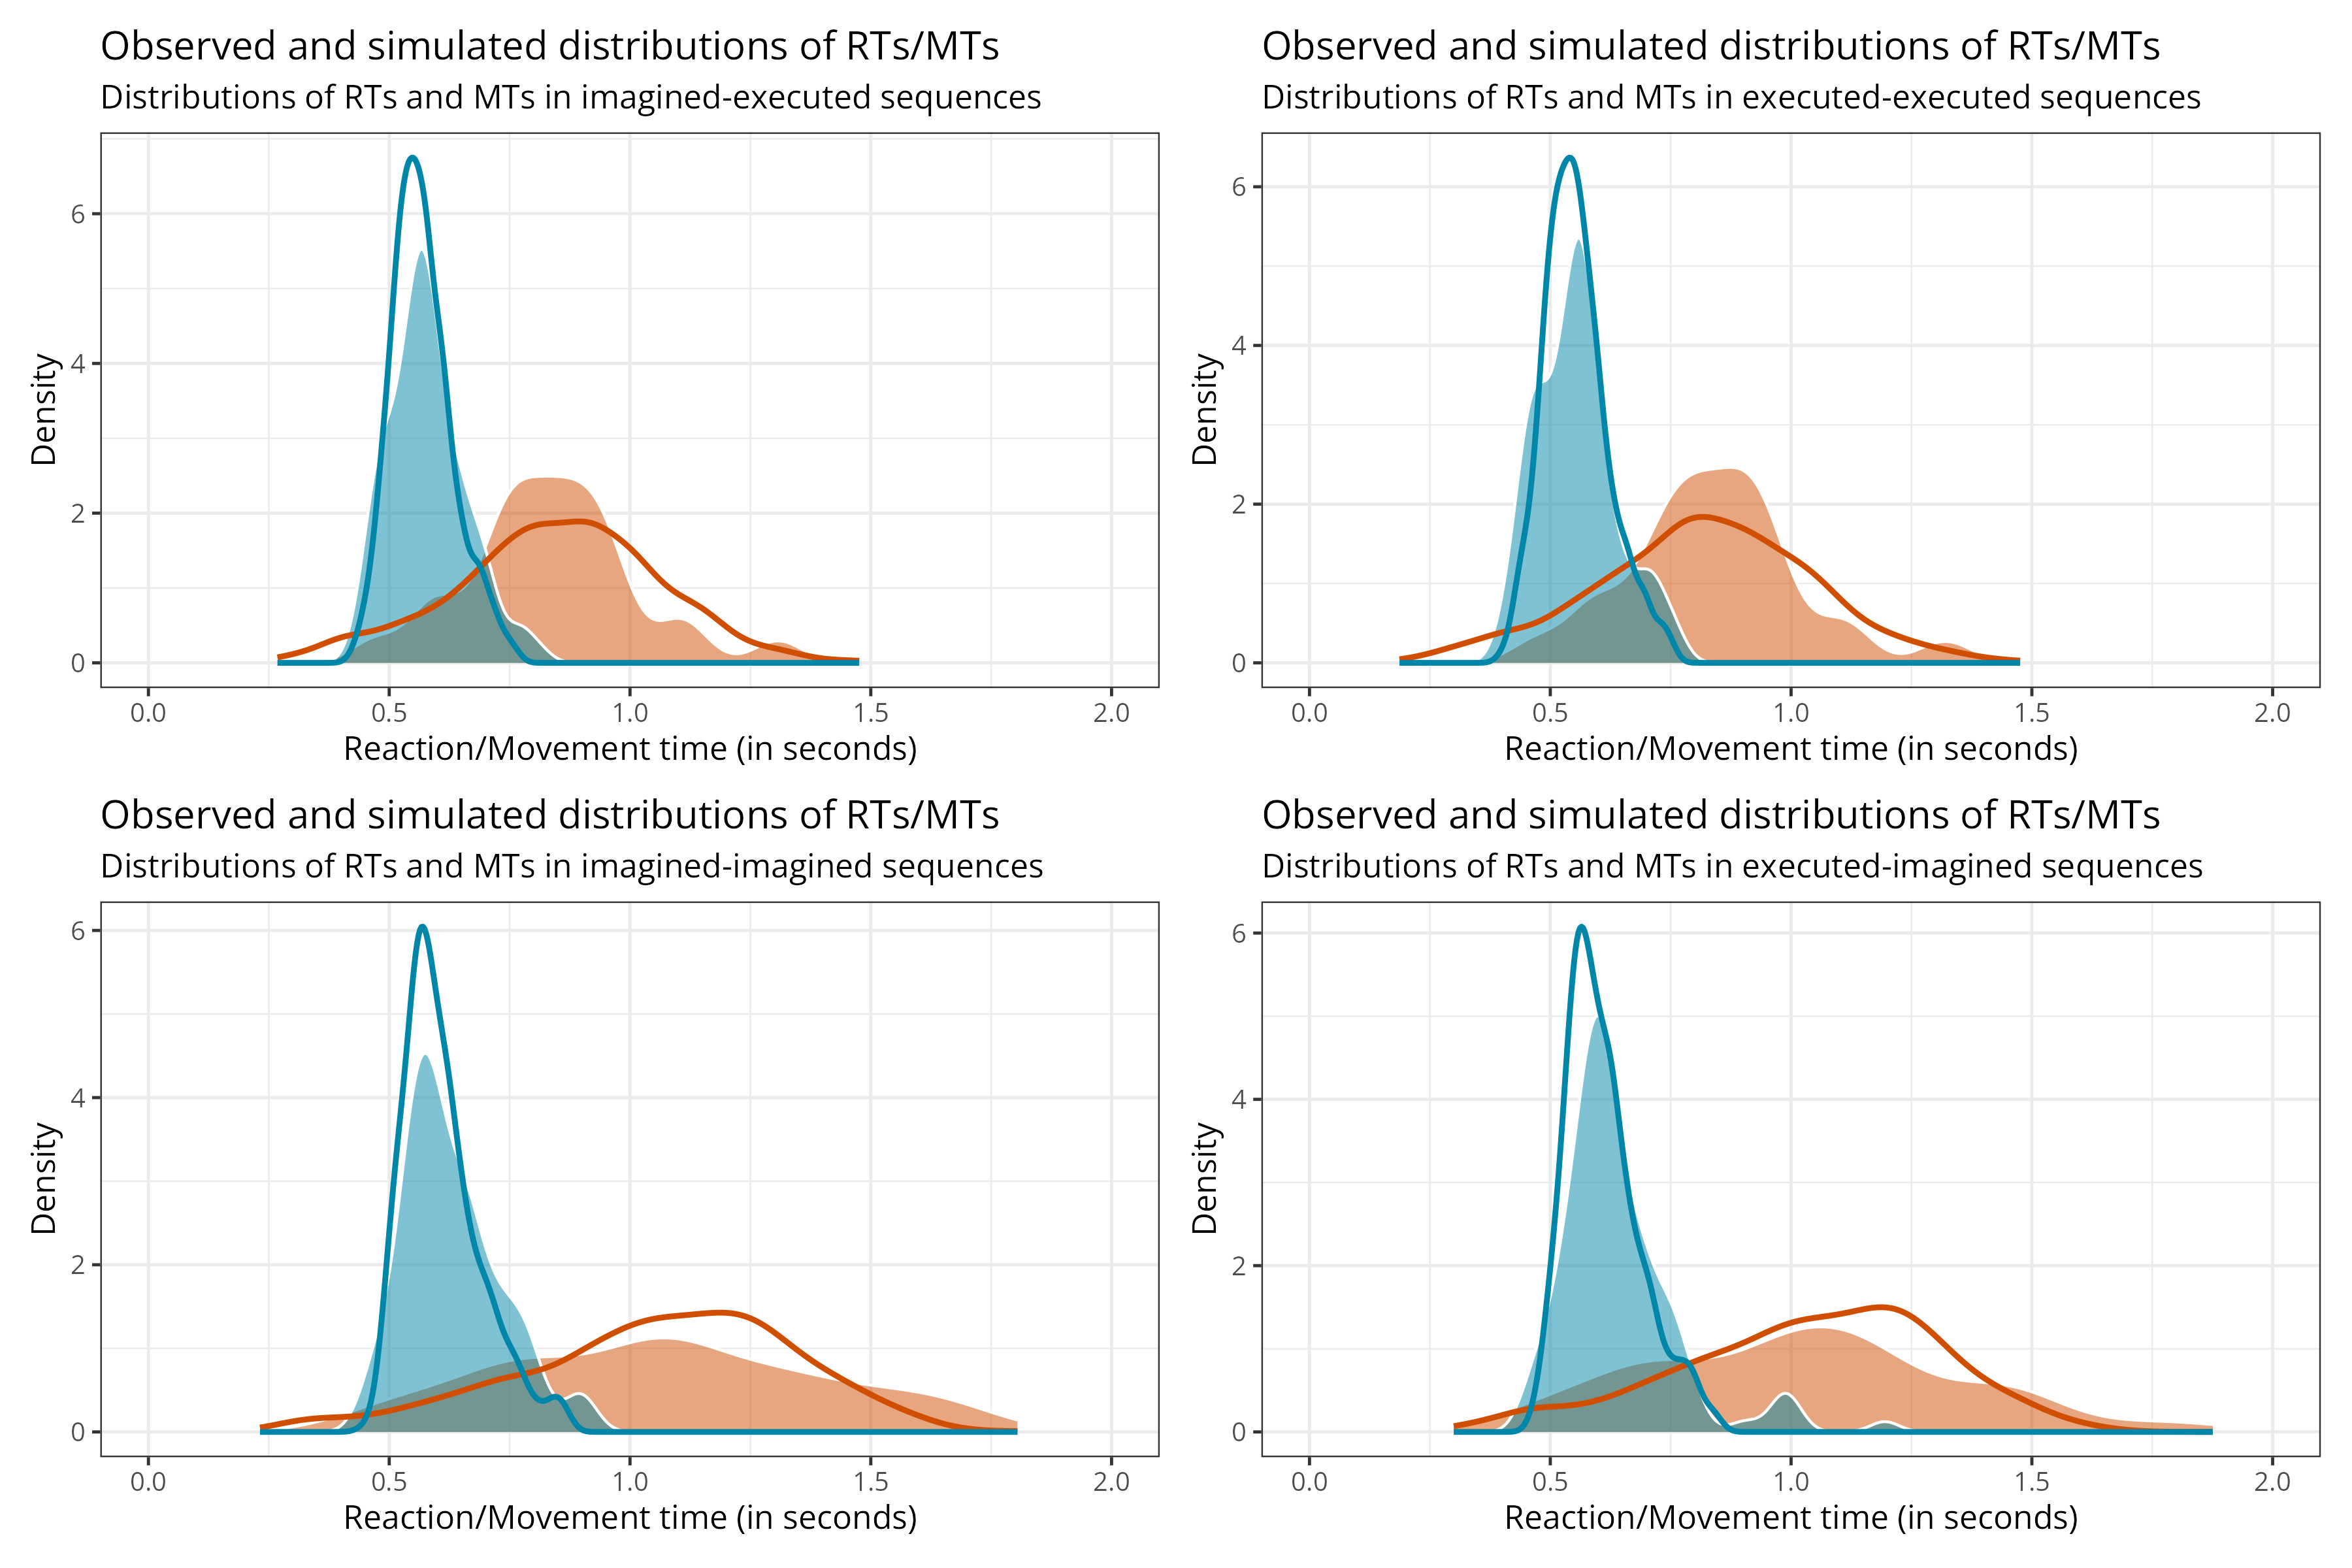 Observed and simulated distributions of RTs/MTs
Distributions of RTs and MTs in imagined-executed sequences
Density
6
4
2
0
0.0 0.5 1.0 1.5 2.0
Reaction/Movement time (in seconds)
Observed and simulated distributions of RTs/MTs
Distributions of RTs and MTs in executed-executed sequences
Density
6
4
2
0
0.0 0.5 1.0 1.5 2.0
Reaction/Movement time (in seconds)
Observed and simulated distributions of RTs/MTs
Distributions of RTs and MTs in imagined-imagined sequences
Density
6
4
2
0
0.0 0.5 1.0 1.5 2.0
Reaction/Movement time (in seconds)
Observed and simulated distributions of RTs/MTs
Distributions of RTs and MTs in executed-imagined sequences
Density
6
4
2
0
0.0 0.5 1.0 1.5 2.0
Reaction/Movement time (in seconds)